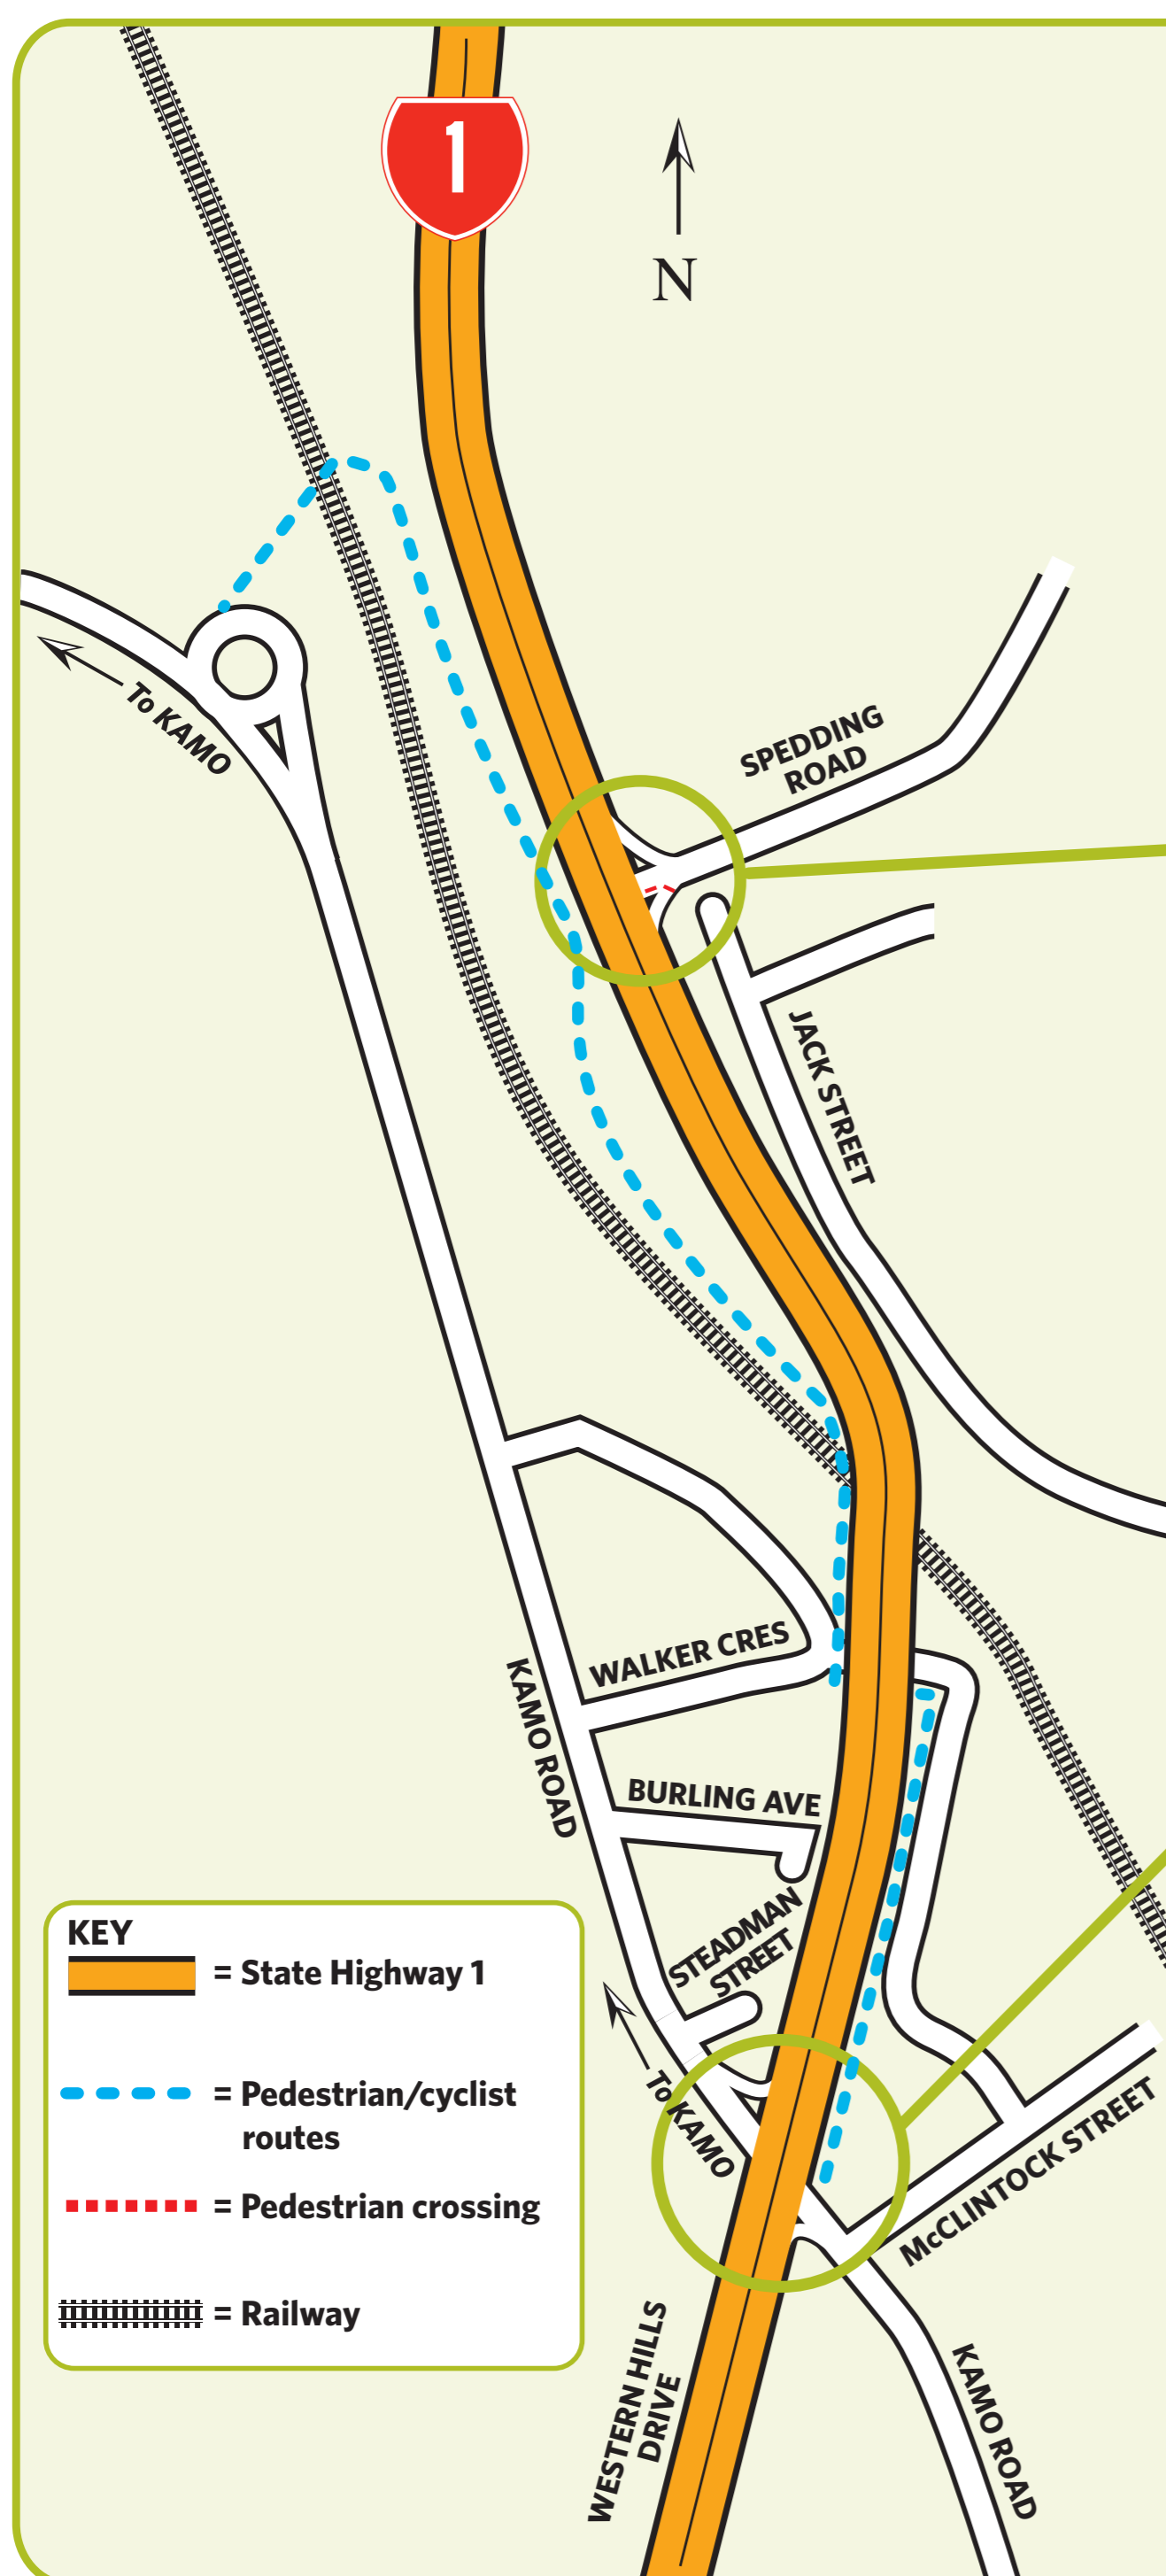 1
N
To KAMO
SPEDDING
ROAD
JACK STREET
WALKER CRES
KAMO ROAD
BURLING AVE
STEADMAN
STREET
To KAMO
McCLINTOCK STREET
WESTERN HILLS
DRIVE
KAMO ROAD
KEY
= State Highway 1
= Pedestrian/cyclist
routes
= Pedestrian crossing
= Railway